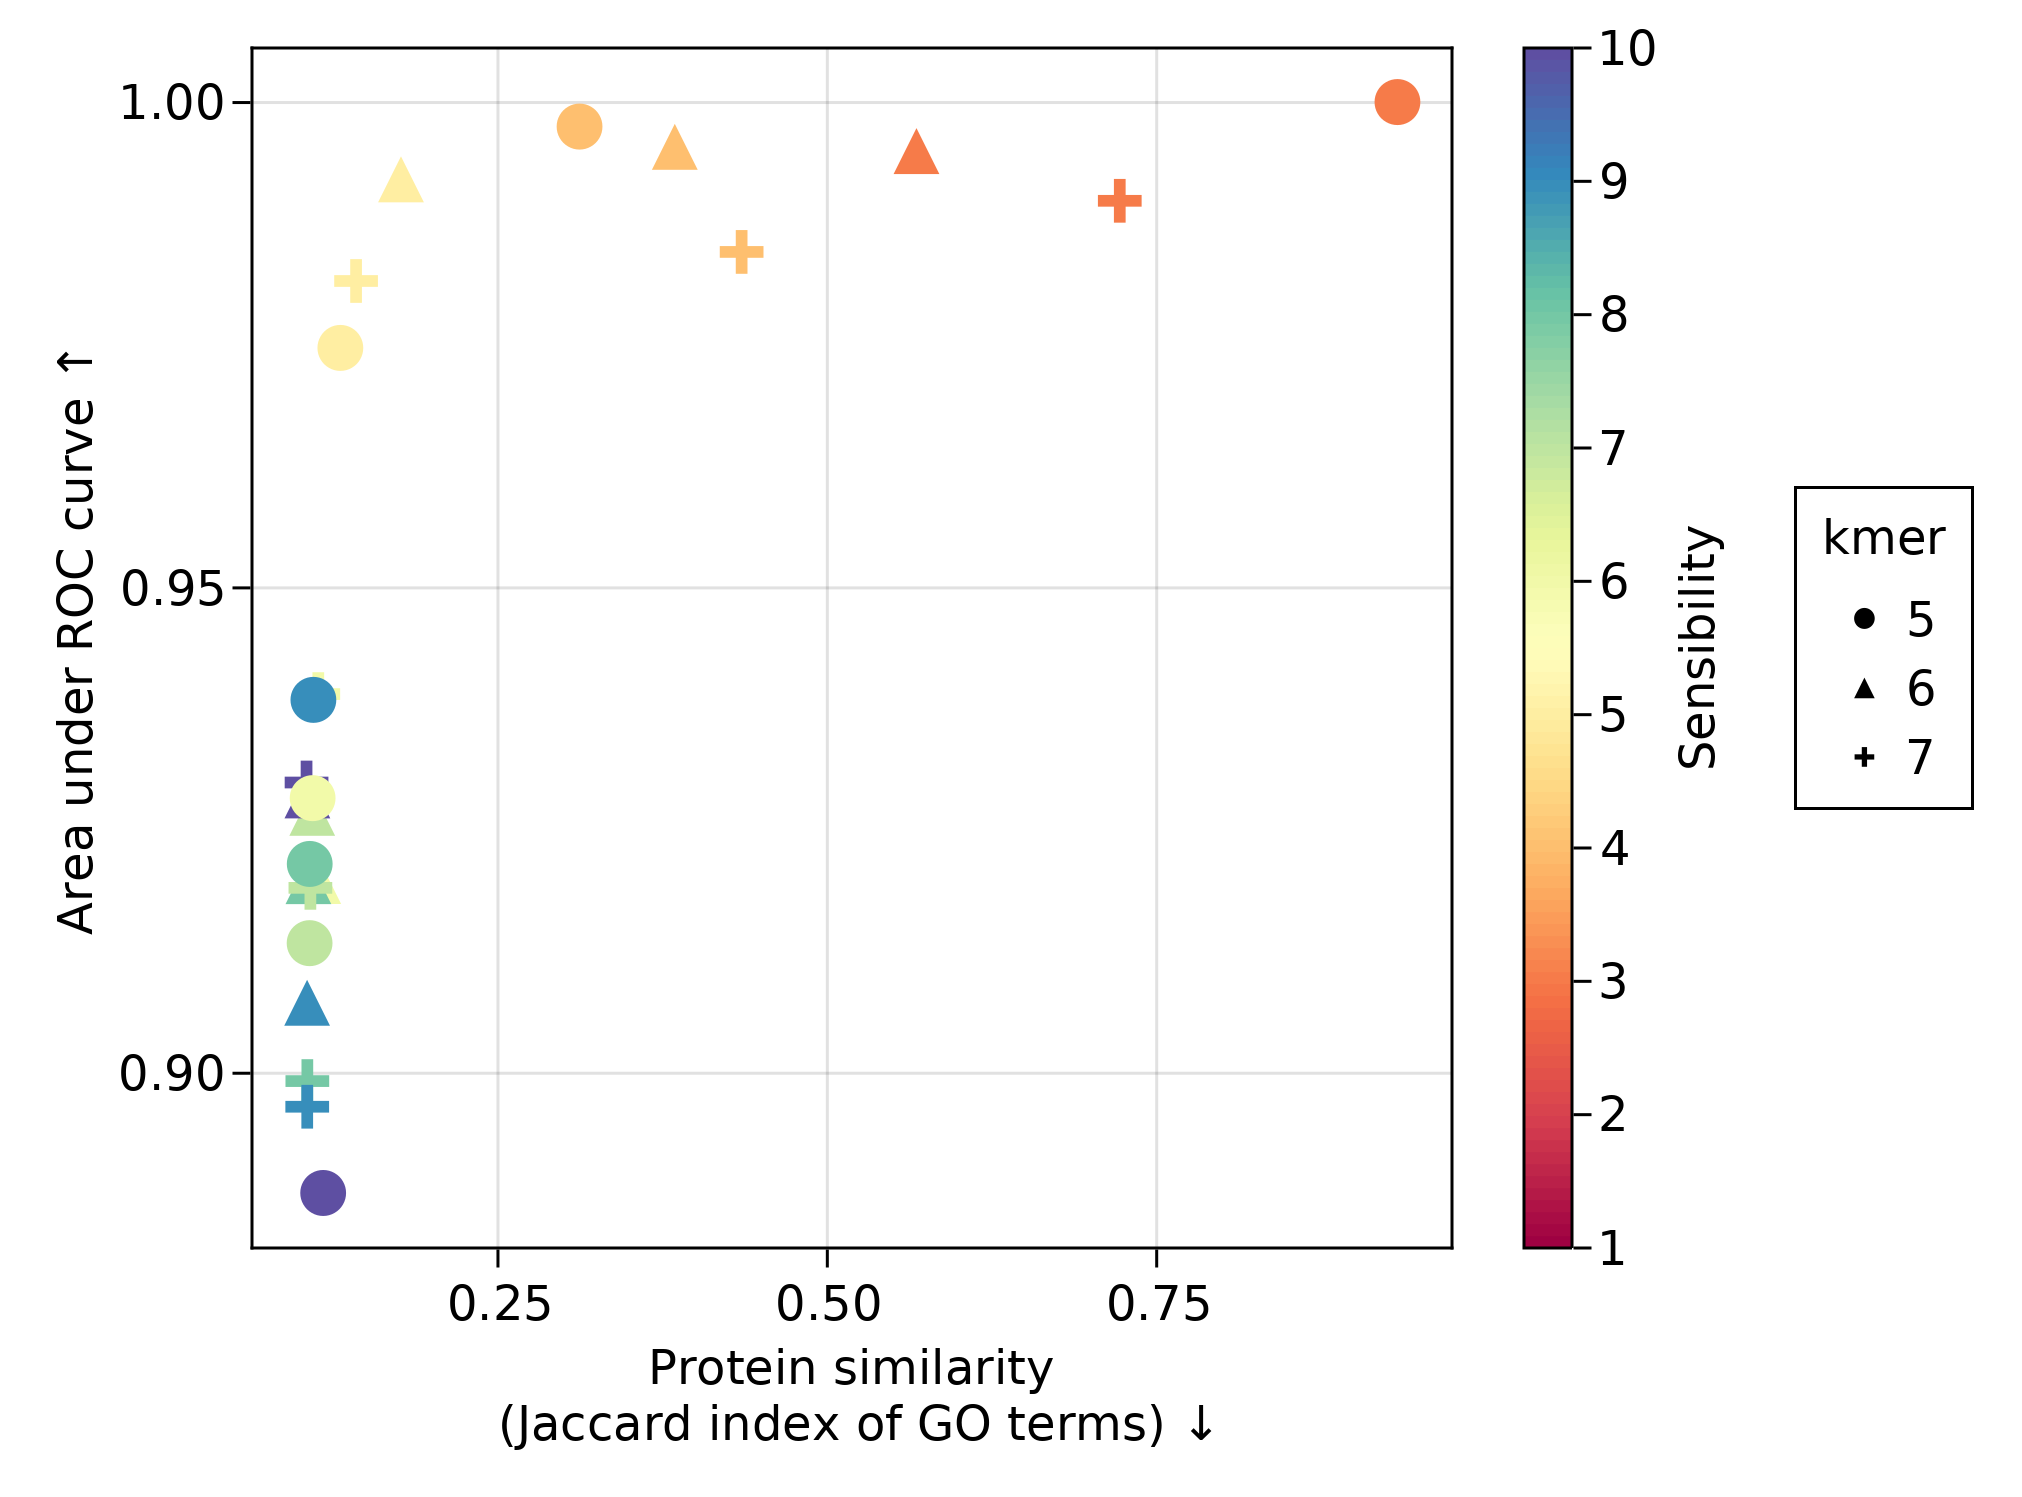 1.00
0.95
0.90
Area under ROC curve ↑
0.25 0.50 0.75
Protein similarity
(Jaccard index of GO terms) ↓
10
9
8
7
6
5
4
3
2
1
Sensibility
kmer
5
6
7